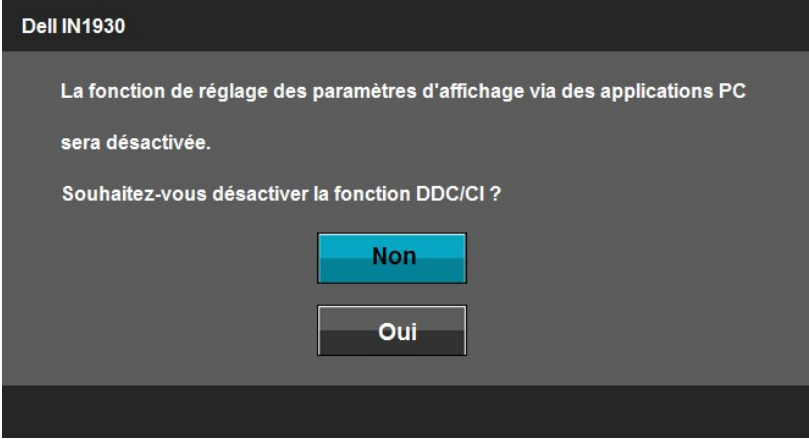 Dell IN1930
La fonction de réglage des paramètres d'affichage via des applications PC
sera désactivée.
Souhaitez-vous désactiver la fonction DDC/CI ?
Non
Oui